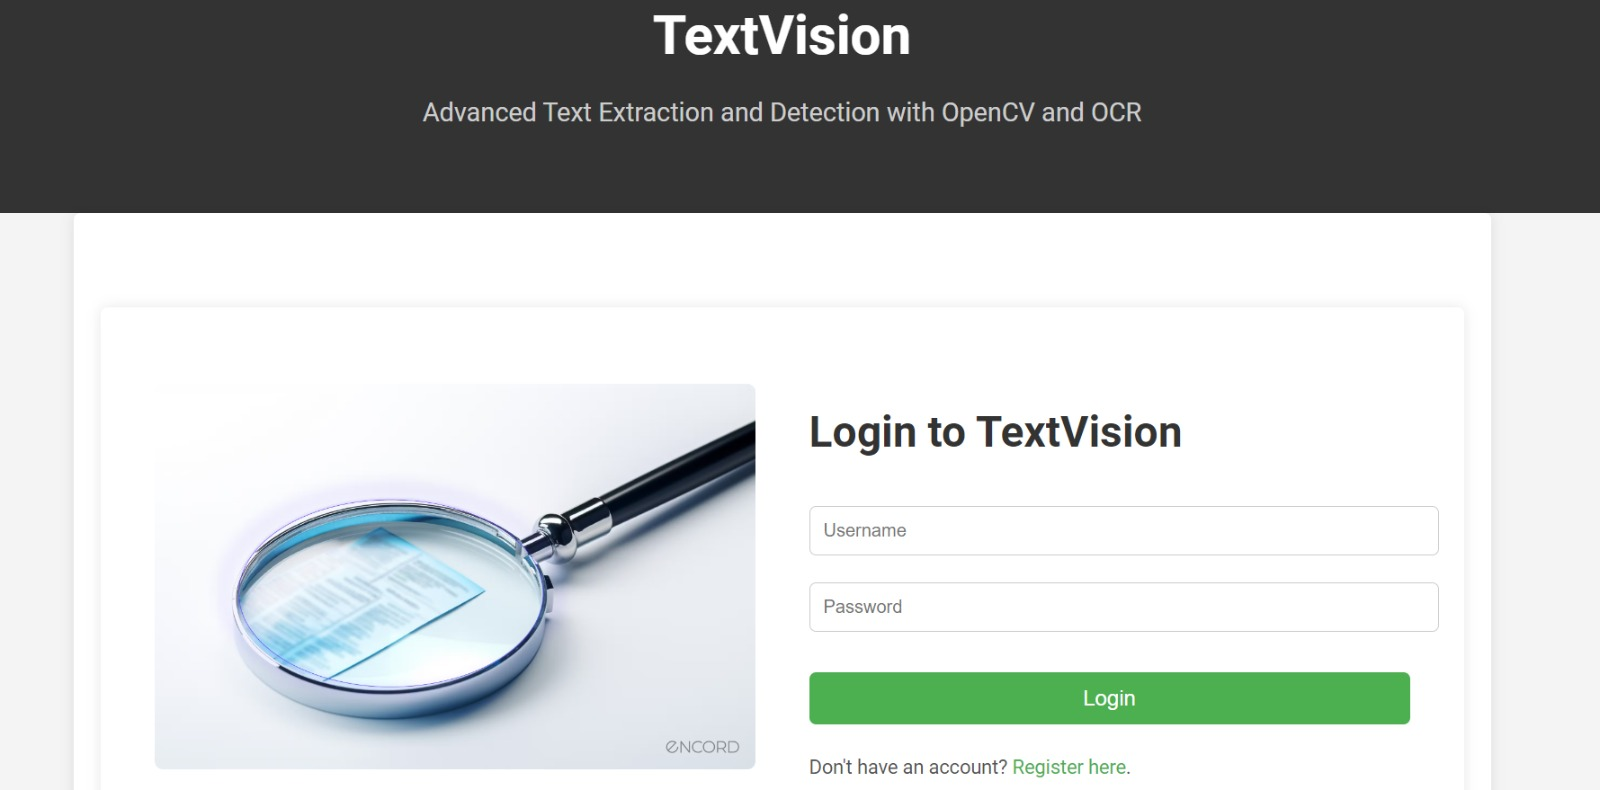 TextVision
Advanced Text Extraction and Detection with OpenCV and OCR
Login to TextVision
Username
Password
Login
Don't have an account? Register here.
ENCORD